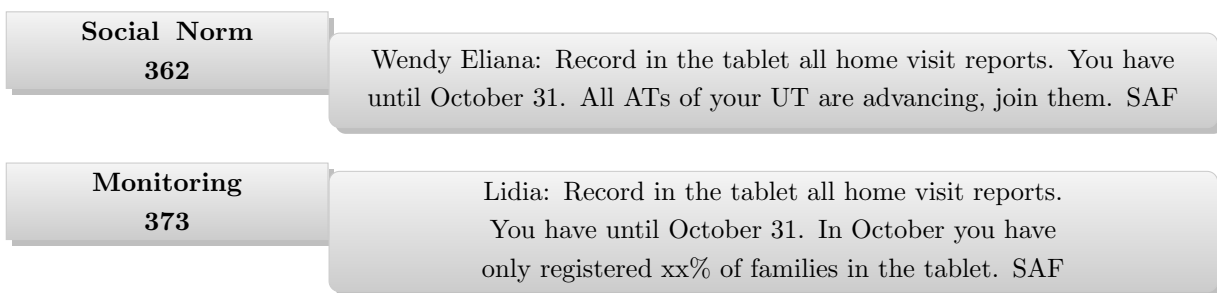 Social Norm
362
Wendy Eliana: Record in the tablet all home visit reports. You have
until October 31. All ATs of your UT are advancing, join them. SAF
Monitoring
373
Lidia: Record in the tablet all home visit reports.
You have until October 31. In October you have
only registered xx% of families in the tablet. SAF